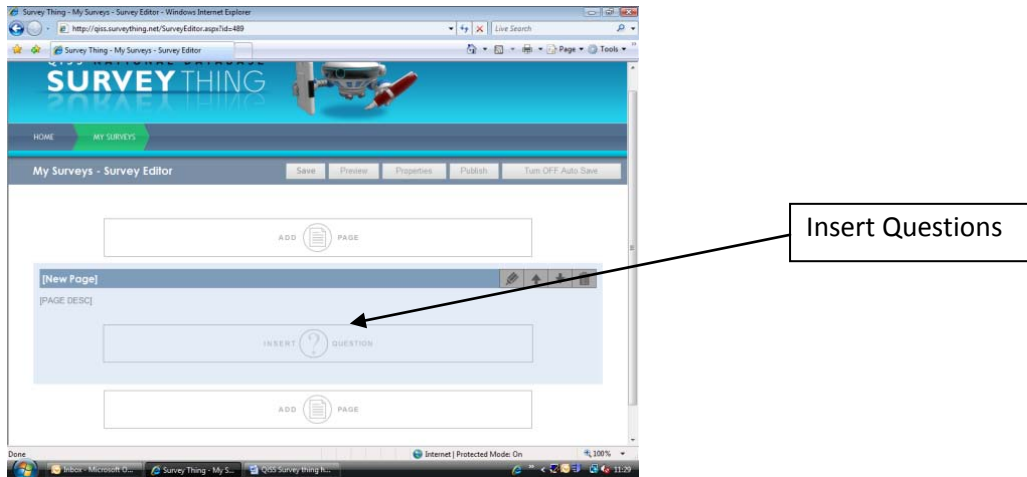 Survey Thing - My Surveys - Survey Editor - Windows Internet Explorer
http://qiss.surveything.net/SurveyEditor.aspx?id=489
Live Search
Survey Thing - My Surveys - Survey Editor
Page
Tools
QISS NATIONAL DATABASE
SURVEY THING
HOME
MY SURVEYS
My Surveys - Survey Editor
Save
Preview
Properties
Publish
Turn OFF Auto Save
ADD PAGE
Insert Questions
[New Page]
[PAGE DESC]
INSERT ? QUESTION
ADD PAGE
Done
Internet | Protected Mode: On
100%
Inbox - Microsoft O...
Survey Thing - My S...
QiSS Survey thing h...
11:29